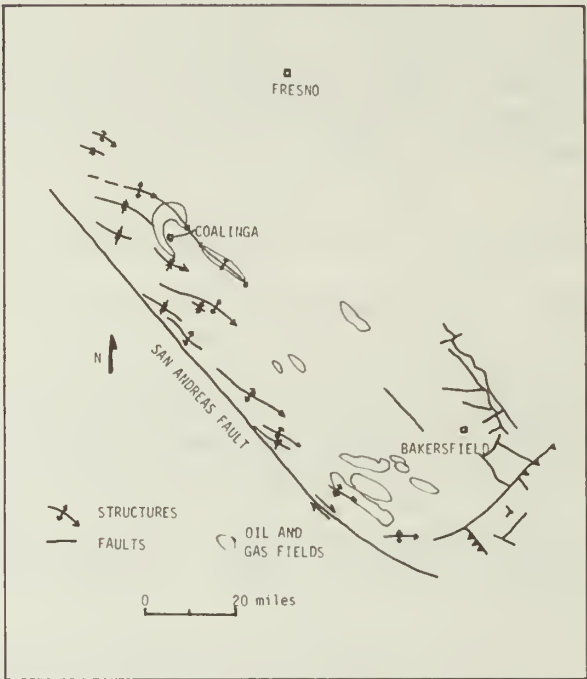 FRESNO
COALINGA
N
SAN ANDREAS FAULT
BAKERSFIELD
STRUCTURES
FAULTS
OIL AND
GAS FIELDS
0 20 miles